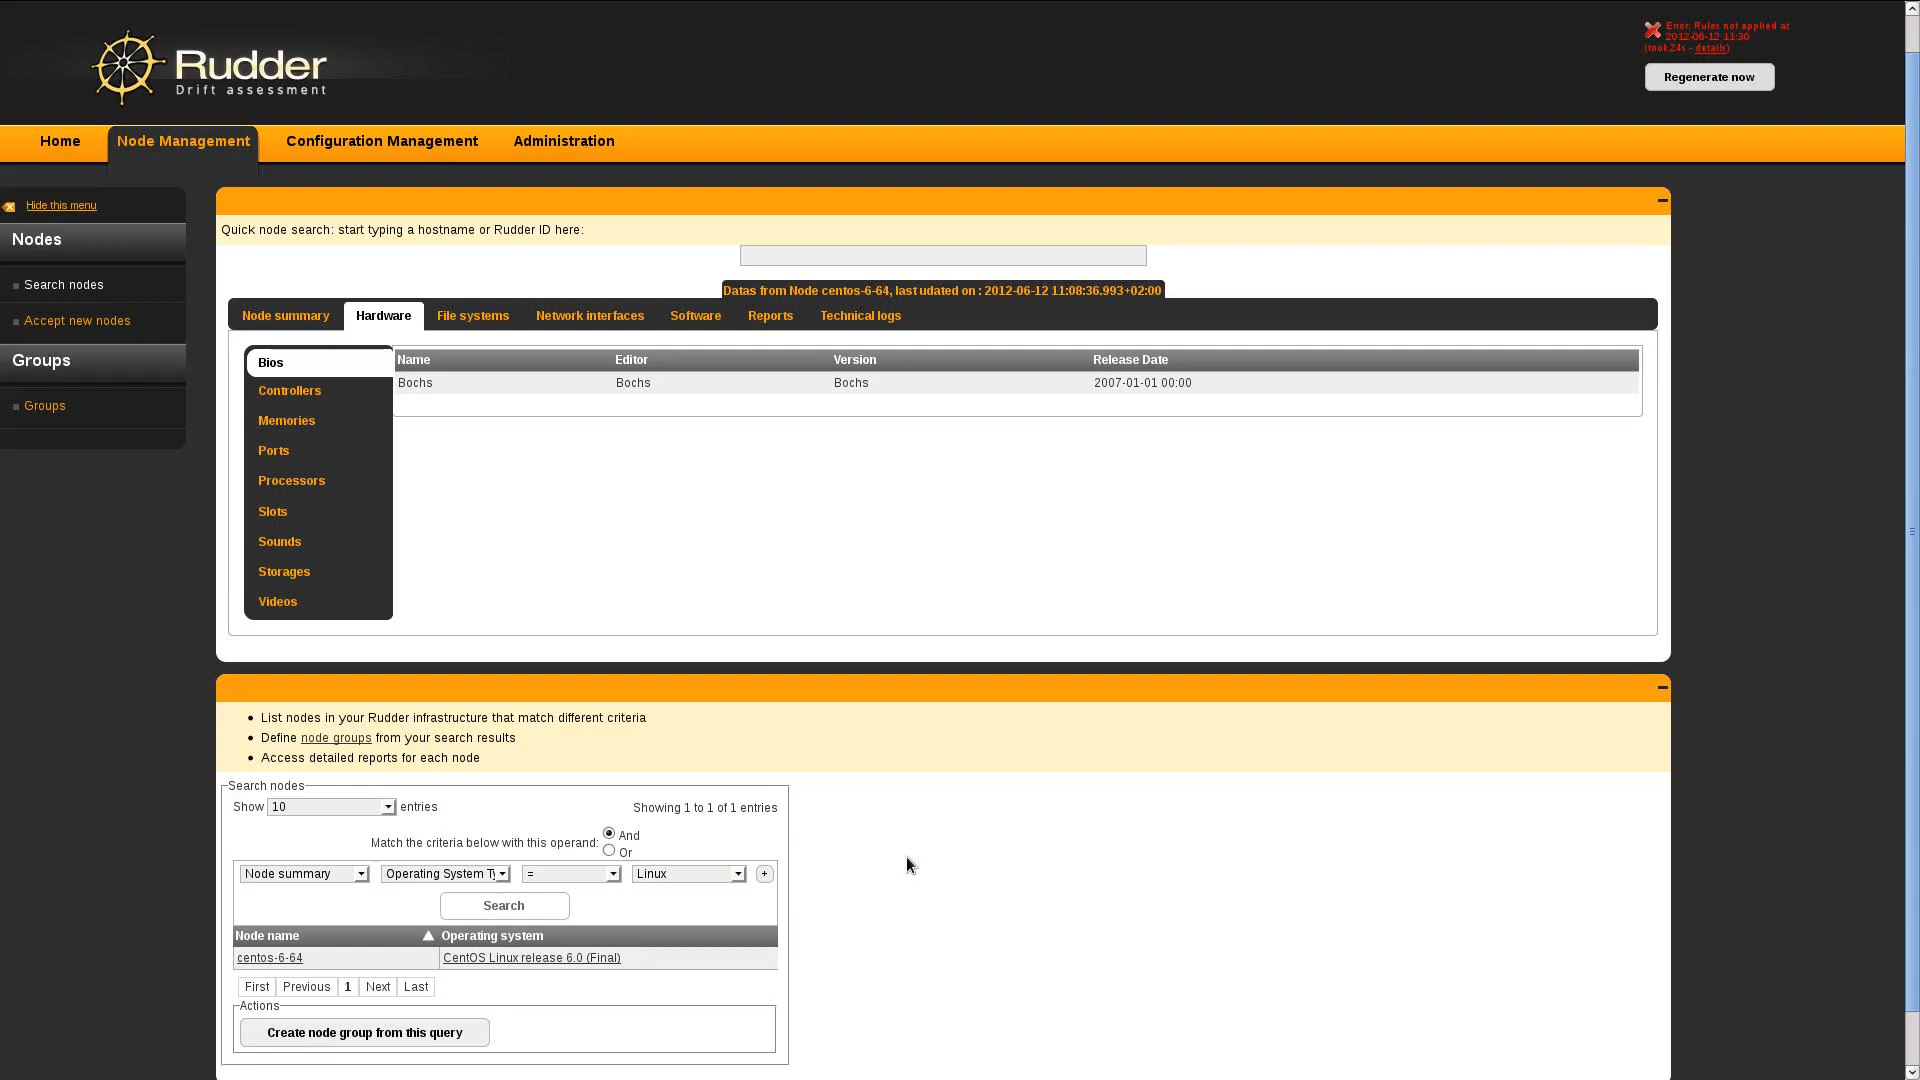 Rudder
Drift assessment
Error: Rules not applied at
2012-06-12 11:30
(took 24s - details)
Regenerate now
Home
Node Management
Configuration Management
Administration
Hide this menu
Nodes
Search nodes
Accept new nodes
Groups
Groups
Quick node search: start typing a hostname or Rudder ID here:
Datas from Node centos-6-64, last udated on : 2012-06-12 11:08:36.993+02:00
Node summary
Hardware
File systems
Network interfaces
Software
Reports
Technical logs
Bios
Controllers
Memories
Ports
Processors
Slots
Sounds
Storages
Videos
Name Editor Version Release Date
Bochs Bochs Bochs 2007-01-01 00:00
List nodes in your Rudder infrastructure that match different criteria
Define node groups from your search results
Access detailed reports for each node
Search nodes
Show 10 entries
Showing 1 to 1 of 1 entries
Match the criteria below with this operand:
And
Or
Node summary Operating System Ty = Linux +
Search
Node name Operating system
centos-6-64 CentOS Linux release 6.0 (Final)
First Previous 1 Next Last
Actions
Create node group from this query